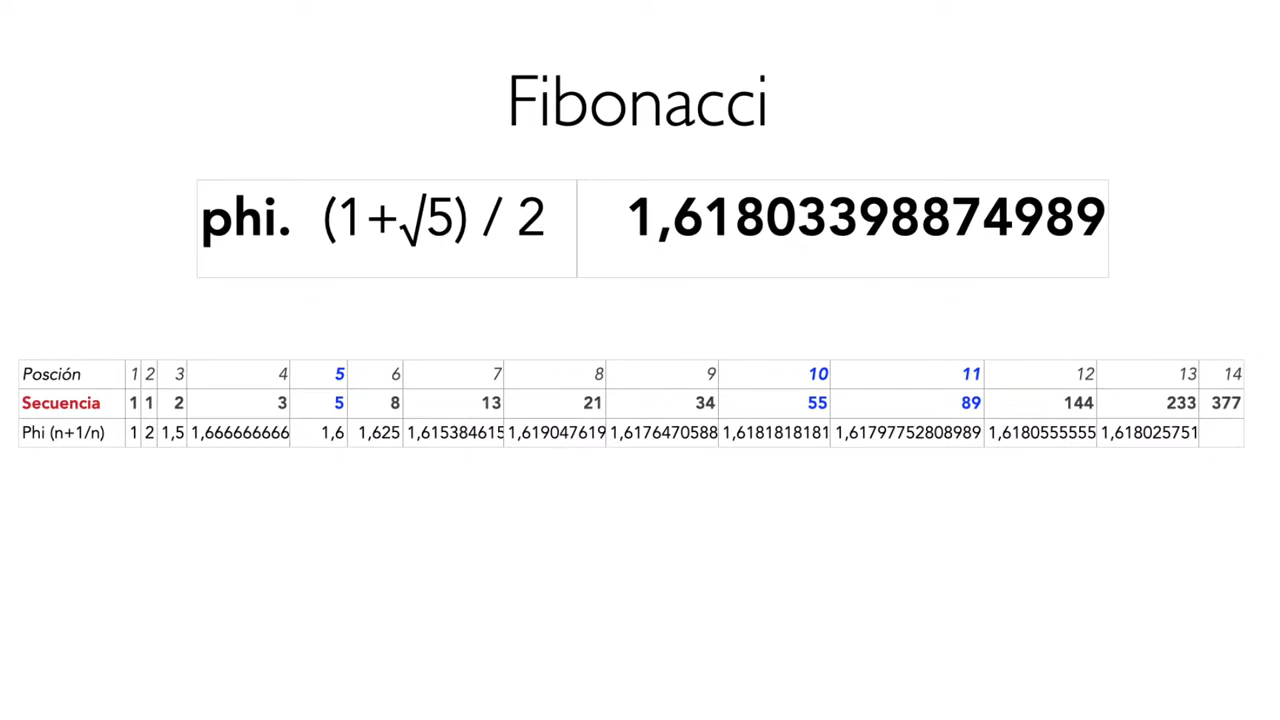 Fibonacci
phi. (1+√5) / 2 1,61803398874989
Posción 1 2 3 4 5 6 7 8 9 10 11 12 13 14
Secuencia 1 1 2 3 5 8 13 21 34 55 89 144 233 377
Phi (n+1/n) 1 2 1,5 1,666666666 1,6 1,625 1,615384615 1,619047619 1,6176470588 1,6181818181 1,61797752808989 1,6180555555 1,618025751